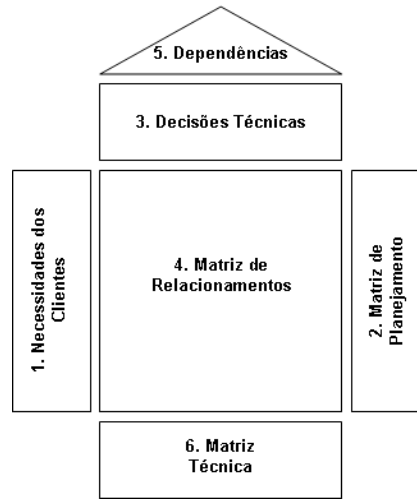 5. Dependências
3. Decisões Técnicas
1. Necessidades dos
Clientes
4. Matriz de
Relacionamentos
2. Matriz de
Planejamento
6. Matriz
Técnica